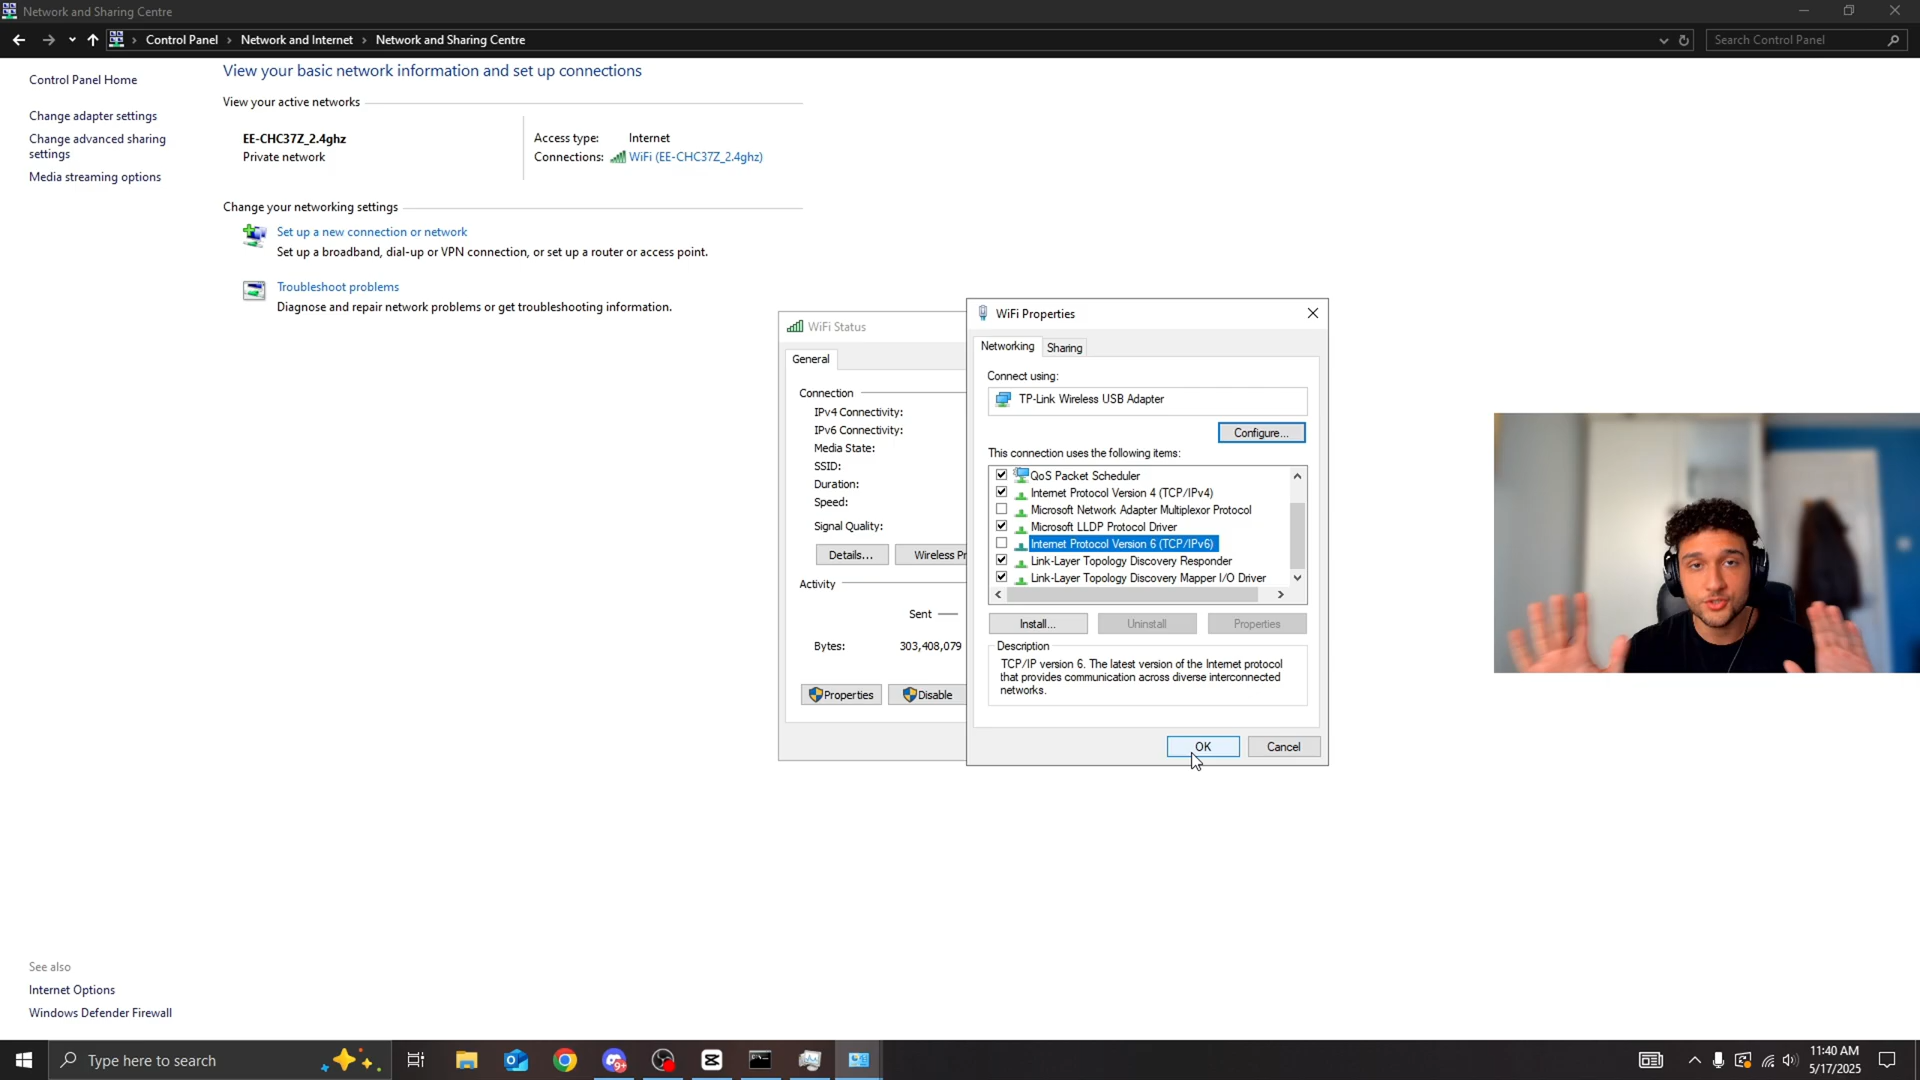 Network and Sharing Centre
Control Panel
Network and Internet
Network and Sharing Centre
Search Control Panel
Control Panel Home
Change adapter settings
Change advanced sharing
settings
Media streaming options
View your basic network information and set up connections
View your active networks
EE-CHC37Z_2.4ghz
Private network
Access type: Internet
Connections: WiFi (EE-CHC37Z_2.4ghz)
Change your networking settings
Set up a new connection or network
Set up a broadband, dial-up or VPN connection, or set up a router or access point.
Troubleshoot problems
Diagnose and repair network problems or get troubleshooting information.
WiFi Status
General
Connection
IPv4 Connectivity:
IPv6 Connectivity:
Media State:
SSID:
Duration:
Speed:
Signal Quality:
Details...
Wireless Pr
Activity
Sent
Bytes: 303,408,079
Properties
Disable
WiFi Properties
Networking
Sharing
Connect using:
TP-Link Wireless USB Adapter
Configure...
This connection uses the following items:
QoS Packet Scheduler
Internet Protocol Version 4 (TCP/IPv4)
Microsoft Network Adapter Multiplexor Protocol
Microsoft LLDP Protocol Driver
Internet Protocol Version 6 (TCP/IPv6)
Link-Layer Topology Discovery Responder
Link-Layer Topology Discovery Mapper I/O Driver
Install...
Uninstall
Properties
Description
TCP/IP version 6. The latest version of the Internet protocol
that provides communication across diverse interconnected
networks.
OK
Cancel
See also
Internet Options
Windows Defender Firewall
Type here to search
9+
11:40 AM
5/17/2025